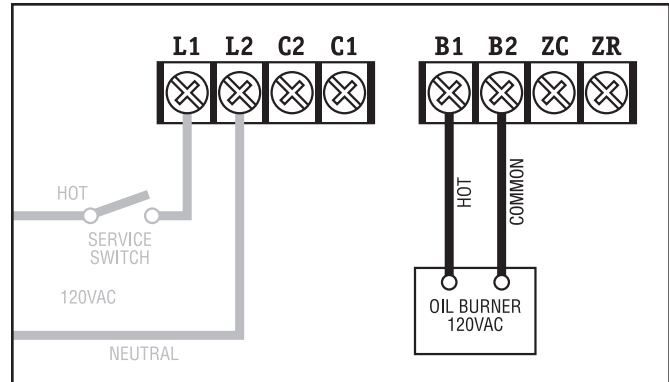 L1 L2 C2 C1 B1 B2 ZC ZR
HOT
SERVICE
SWITCH
120VAC
NEUTRAL
HOT
COMMON
OIL BURNER
120VAC